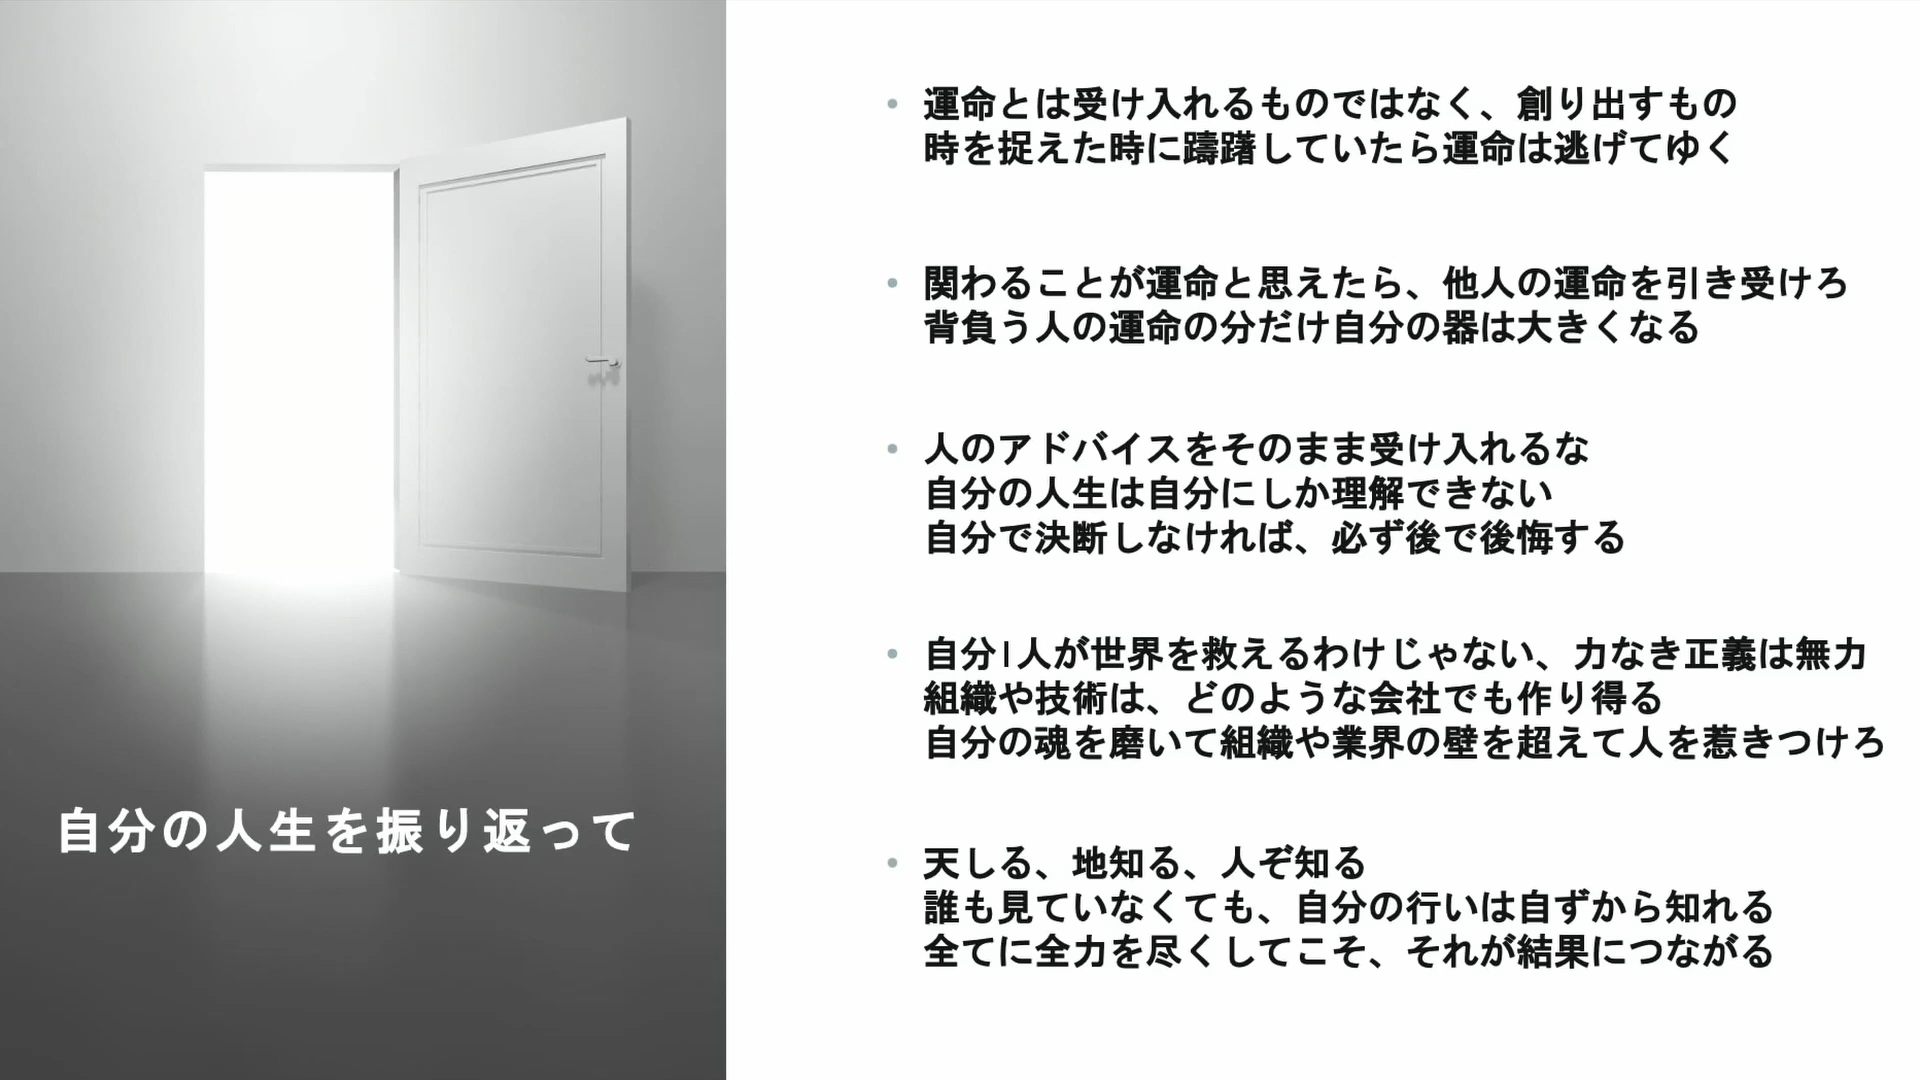 自分の人生を振り返って
• 運命とは受け入れるものではなく、創り出すもの
時を捉えた時に躊躇していたら運命は逃げてゆく
• 関わることが運命と思えたら、他人の運命を引き受けろ
背負う人の運命の分だけ自分の器は大きくなる
• 人のアドバイスをそのまま受け入れるな
自分の人生は自分にしか理解できない
自分で決断しなければ、必ず後で後悔する
• 自分1人が世界を救えるわけじゃない、力なき正義は無力
組織や技術は、どのような会社でも作り得る
自分の魂を磨いて組織や業界の壁を超えて人を惹きつけろ
• 天しる、地知る、人ぞ知る
誰も見ていなくても、自分の行いは自ずから知れる
全てに全力を尽くしてこそ、それが結果につながる